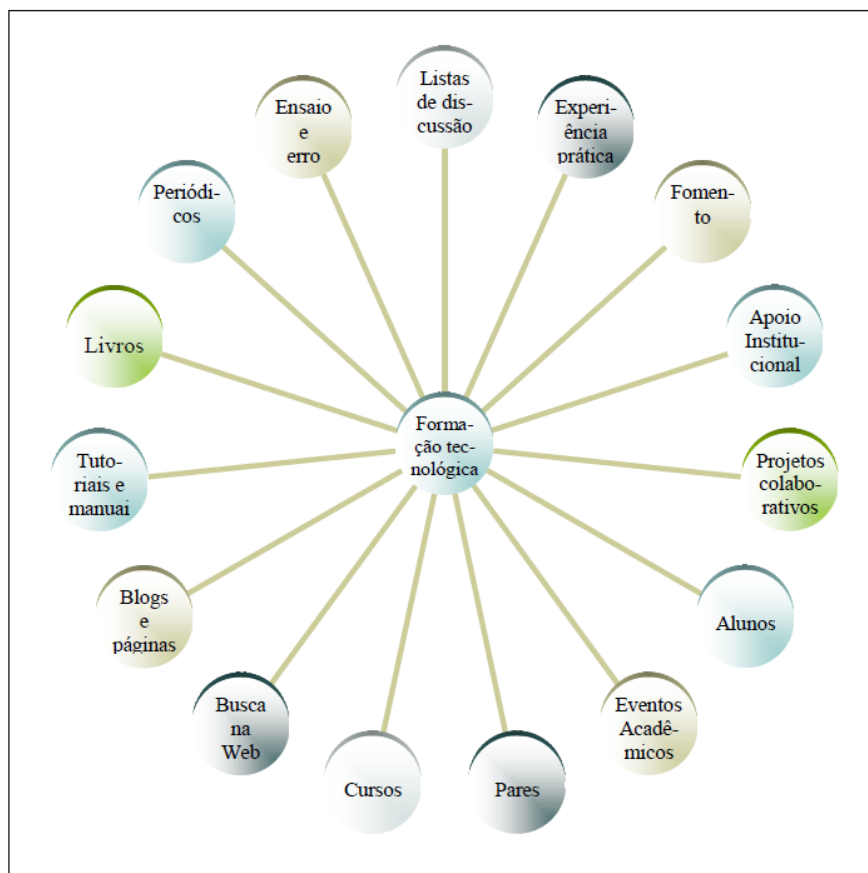 Listas
de dis-
cussão
Experi-
ência
prática
Fomen-
to
Apoio
Institu-
cional
Projetos
colabo-
rativos
Alunos
Eventos
Acadê-
micos
Pares
Cursos
Busca
na
Web
Blogs
e
páginas
Tuto-
riais e
manuai
Livros
Periódi-
cos
Ensaio
e
erro
Forma-
ção tec-
nológica